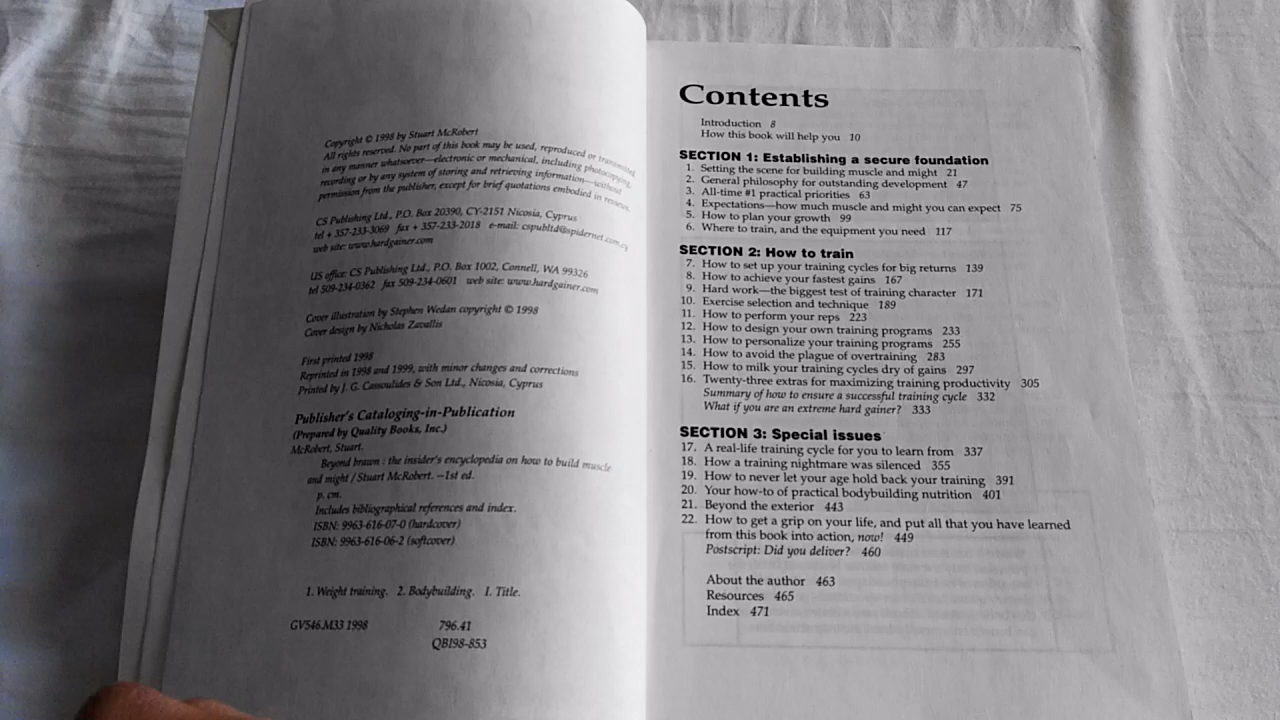 Copyright © 1998 by Stuart McRobert
All rights reserved. No part of this book may be used, reproduced or transmitted
in any manner whatsoever—electronic or mechanical, including photocopying,
recording or by any system of storing and retrieving information—without
permission from the publisher, except for brief quotations embodied in reviews.
CS Publishing Ltd., P.O. Box 20390, CY-2151 Nicosia, Cyprus
tel + 357-233-3069 fax + 357-233-2018 e-mail: cspubltd@spidernet.com.cy
web site: www.hardgainer.com
US office: CS Publishing Ltd., P.O. Box 1002, Connell, WA 99326
tel 509-234-0362 fax 509-234-0601 web site: www.hardgainer.com
Cover illustration by Stephen Wedan copyright © 1998
Cover design by Nicholas Zavallis
First printed 1998
Reprinted in 1998 and 1999, with minor changes and corrections
Printed by J. G. Cassoulides & Son Ltd., Nicosia, Cyprus
Publisher's Cataloging-in-Publication
(Prepared by Quality Books, Inc.)
McRobert, Stuart.
Beyond brawn : the insider's encyclopedia on how to build muscle
and might / Stuart McRobert. —1st ed.
p. cm.
Includes bibliographical references and index.
ISBN: 9963-616-07-0 (hardcover)
ISBN: 9963-616-06-2 (softcover)
1. Weight training. 2. Bodybuilding. I. Title.
GV546.M33 1998 796.41
QBI98-853
Contents
Introduction 8
How this book will help you 10
SECTION 1: Establishing a secure foundation
1. Setting the scene for building muscle and might 21
2. General philosophy for outstanding development 47
3. All-time #1 practical priorities 63
4. Expectations—how much muscle and might you can expect 75
5. How to plan your growth 99
6. Where to train, and the equipment you need 117
SECTION 2: How to train
7. How to set up your training cycles for big returns 139
8. How to achieve your fastest gains 167
9. Hard work—the biggest test of training character 171
10. Exercise selection and technique 189
11. How to perform your reps 223
12. How to design your own training programs 233
13. How to personalize your training programs 255
14. How to avoid the plague of overtraining 283
15. How to milk your training cycles dry of gains 297
16. Twenty-three extras for maximizing training productivity 305
Summary of how to ensure a successful training cycle 332
What if you are an extreme hard gainer? 333
SECTION 3: Special issues
17. A real-life training cycle for you to learn from 337
18. How a training nightmare was silenced 355
19. How to never let your age hold back your training 391
20. Your how-to of practical bodybuilding nutrition 401
21. Beyond the exterior 443
22. How to get a grip on your life, and put all that you have learned
from this book into action, now! 449
Postscript: Did you deliver? 460
About the author 463
Resources 465
Index 471